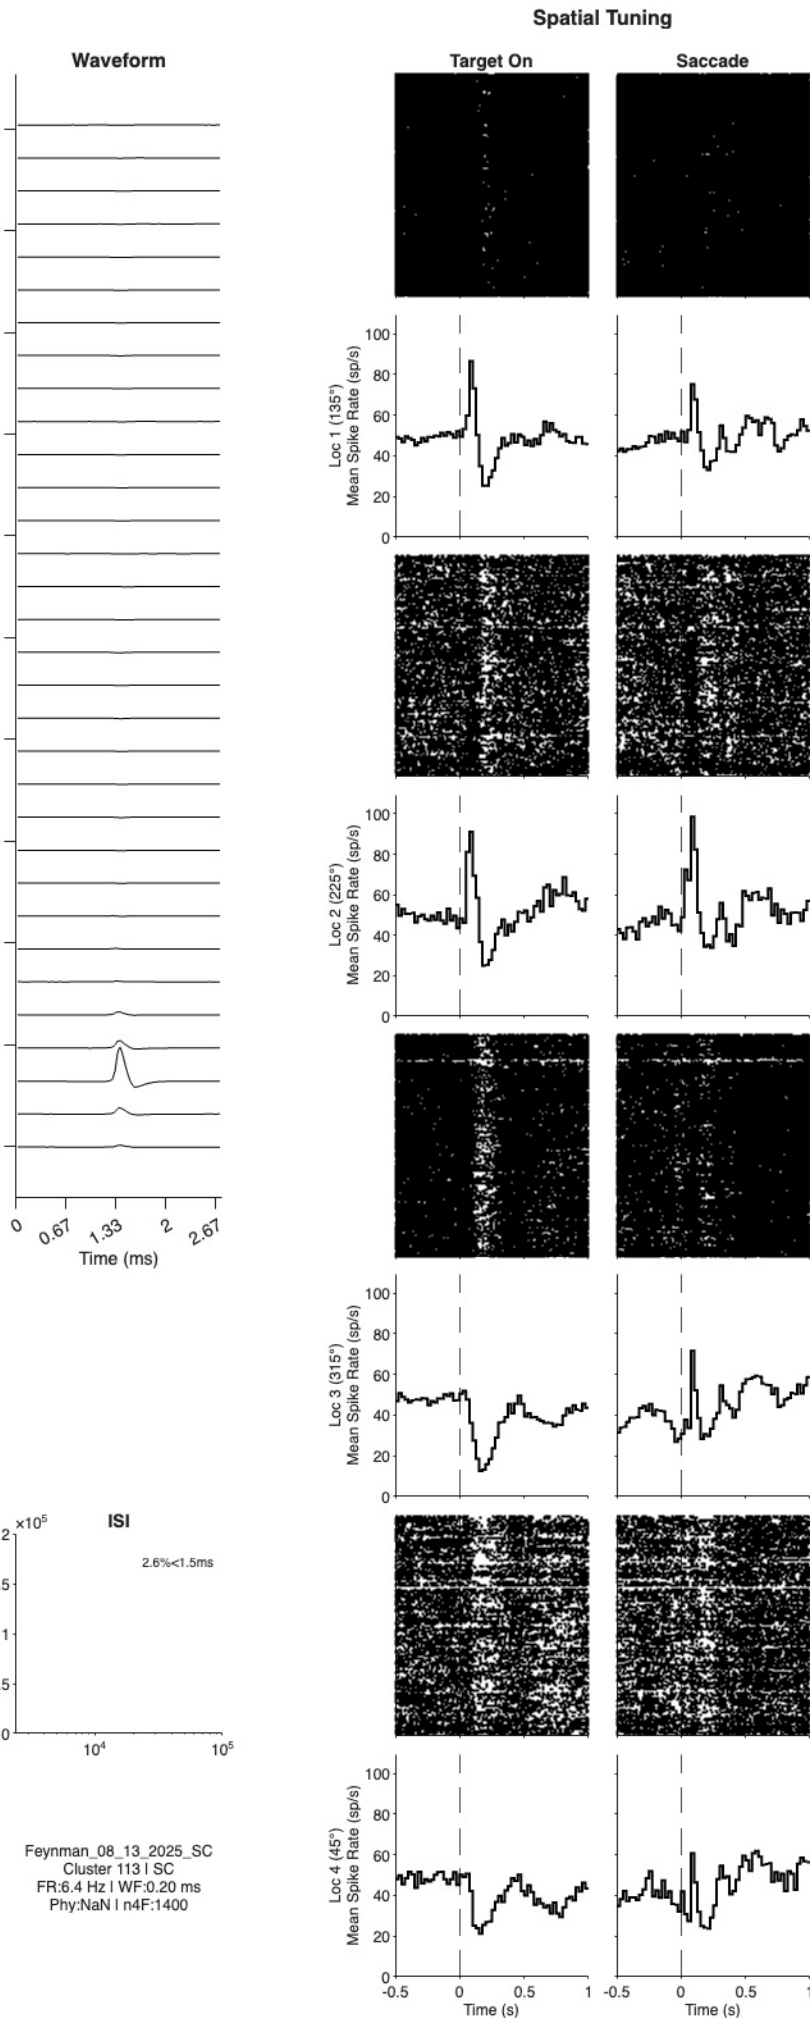 Spatial Tuning
Waveform
Target On
Saccade
100
80
60
40
20
0
Loc 1 (135°)
Mean Spike Rate (sp/s)
100
80
60
40
20
0
Loc 2 (225°)
Mean Spike Rate (sp/s)
0
0.67
1.33
2
2.67
Time (ms)
100
80
60
40
20
0
Loc 3 (315°)
Mean Spike Rate (sp/s)
ISI
×10⁵
2.6%<1.5ms
2
.5
1
.5
0
10⁴
10⁵
100
80
60
40
20
0
Loc 4 (45°)
Mean Spike Rate (sp/s)
-0.5
0
0.5
1
-0.5
0
0.5
1
Time (s)
Time (s)
Feynman_08_13_2025_SC
Cluster 113 | SC
FR:6.4 Hz | WF:0.20 ms
Phy:NaN | n4F:1400